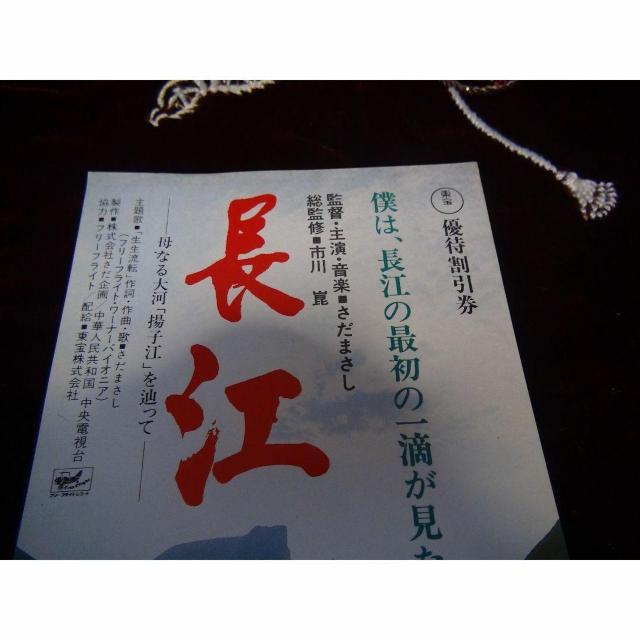 東宝
優待割引券
僕は、長江の最初の一滴が見た
監督・主演・音楽■さだまさし
総監修■市川 崑
長江
――母なる大河「揚子江」を辿って――
主題歌■「生生流転」作詞・作曲・歌■さだまさし
(フリーフライト・ワーナーパイオニア)
製作■株式会社さだ企画/中華人民共和国 中央電視台
協力■フリーフライト/配給■東宝株式会社